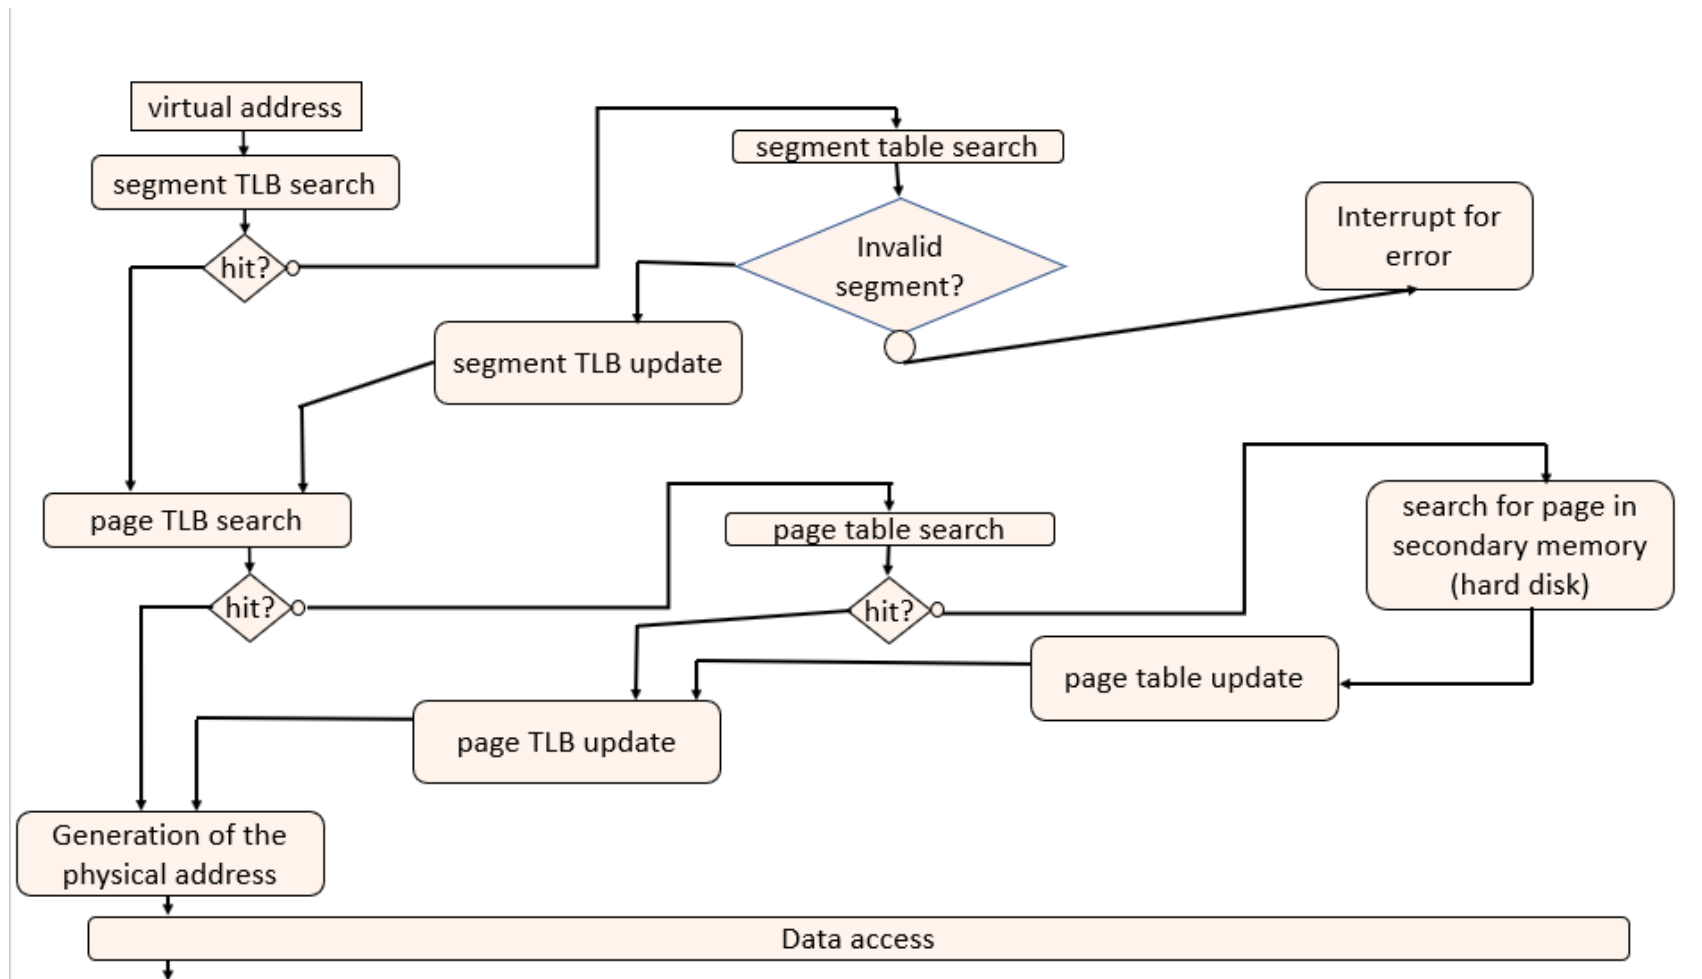 virtual address
segment TLB search
hit?
segment table search
Invalid
segment?
Interrupt for
error
segment TLB update
page TLB search
hit?
page table search
hit?
search for page in
secondary memory
(hard disk)
page table update
page TLB update
Generation of the
physical address
Data access